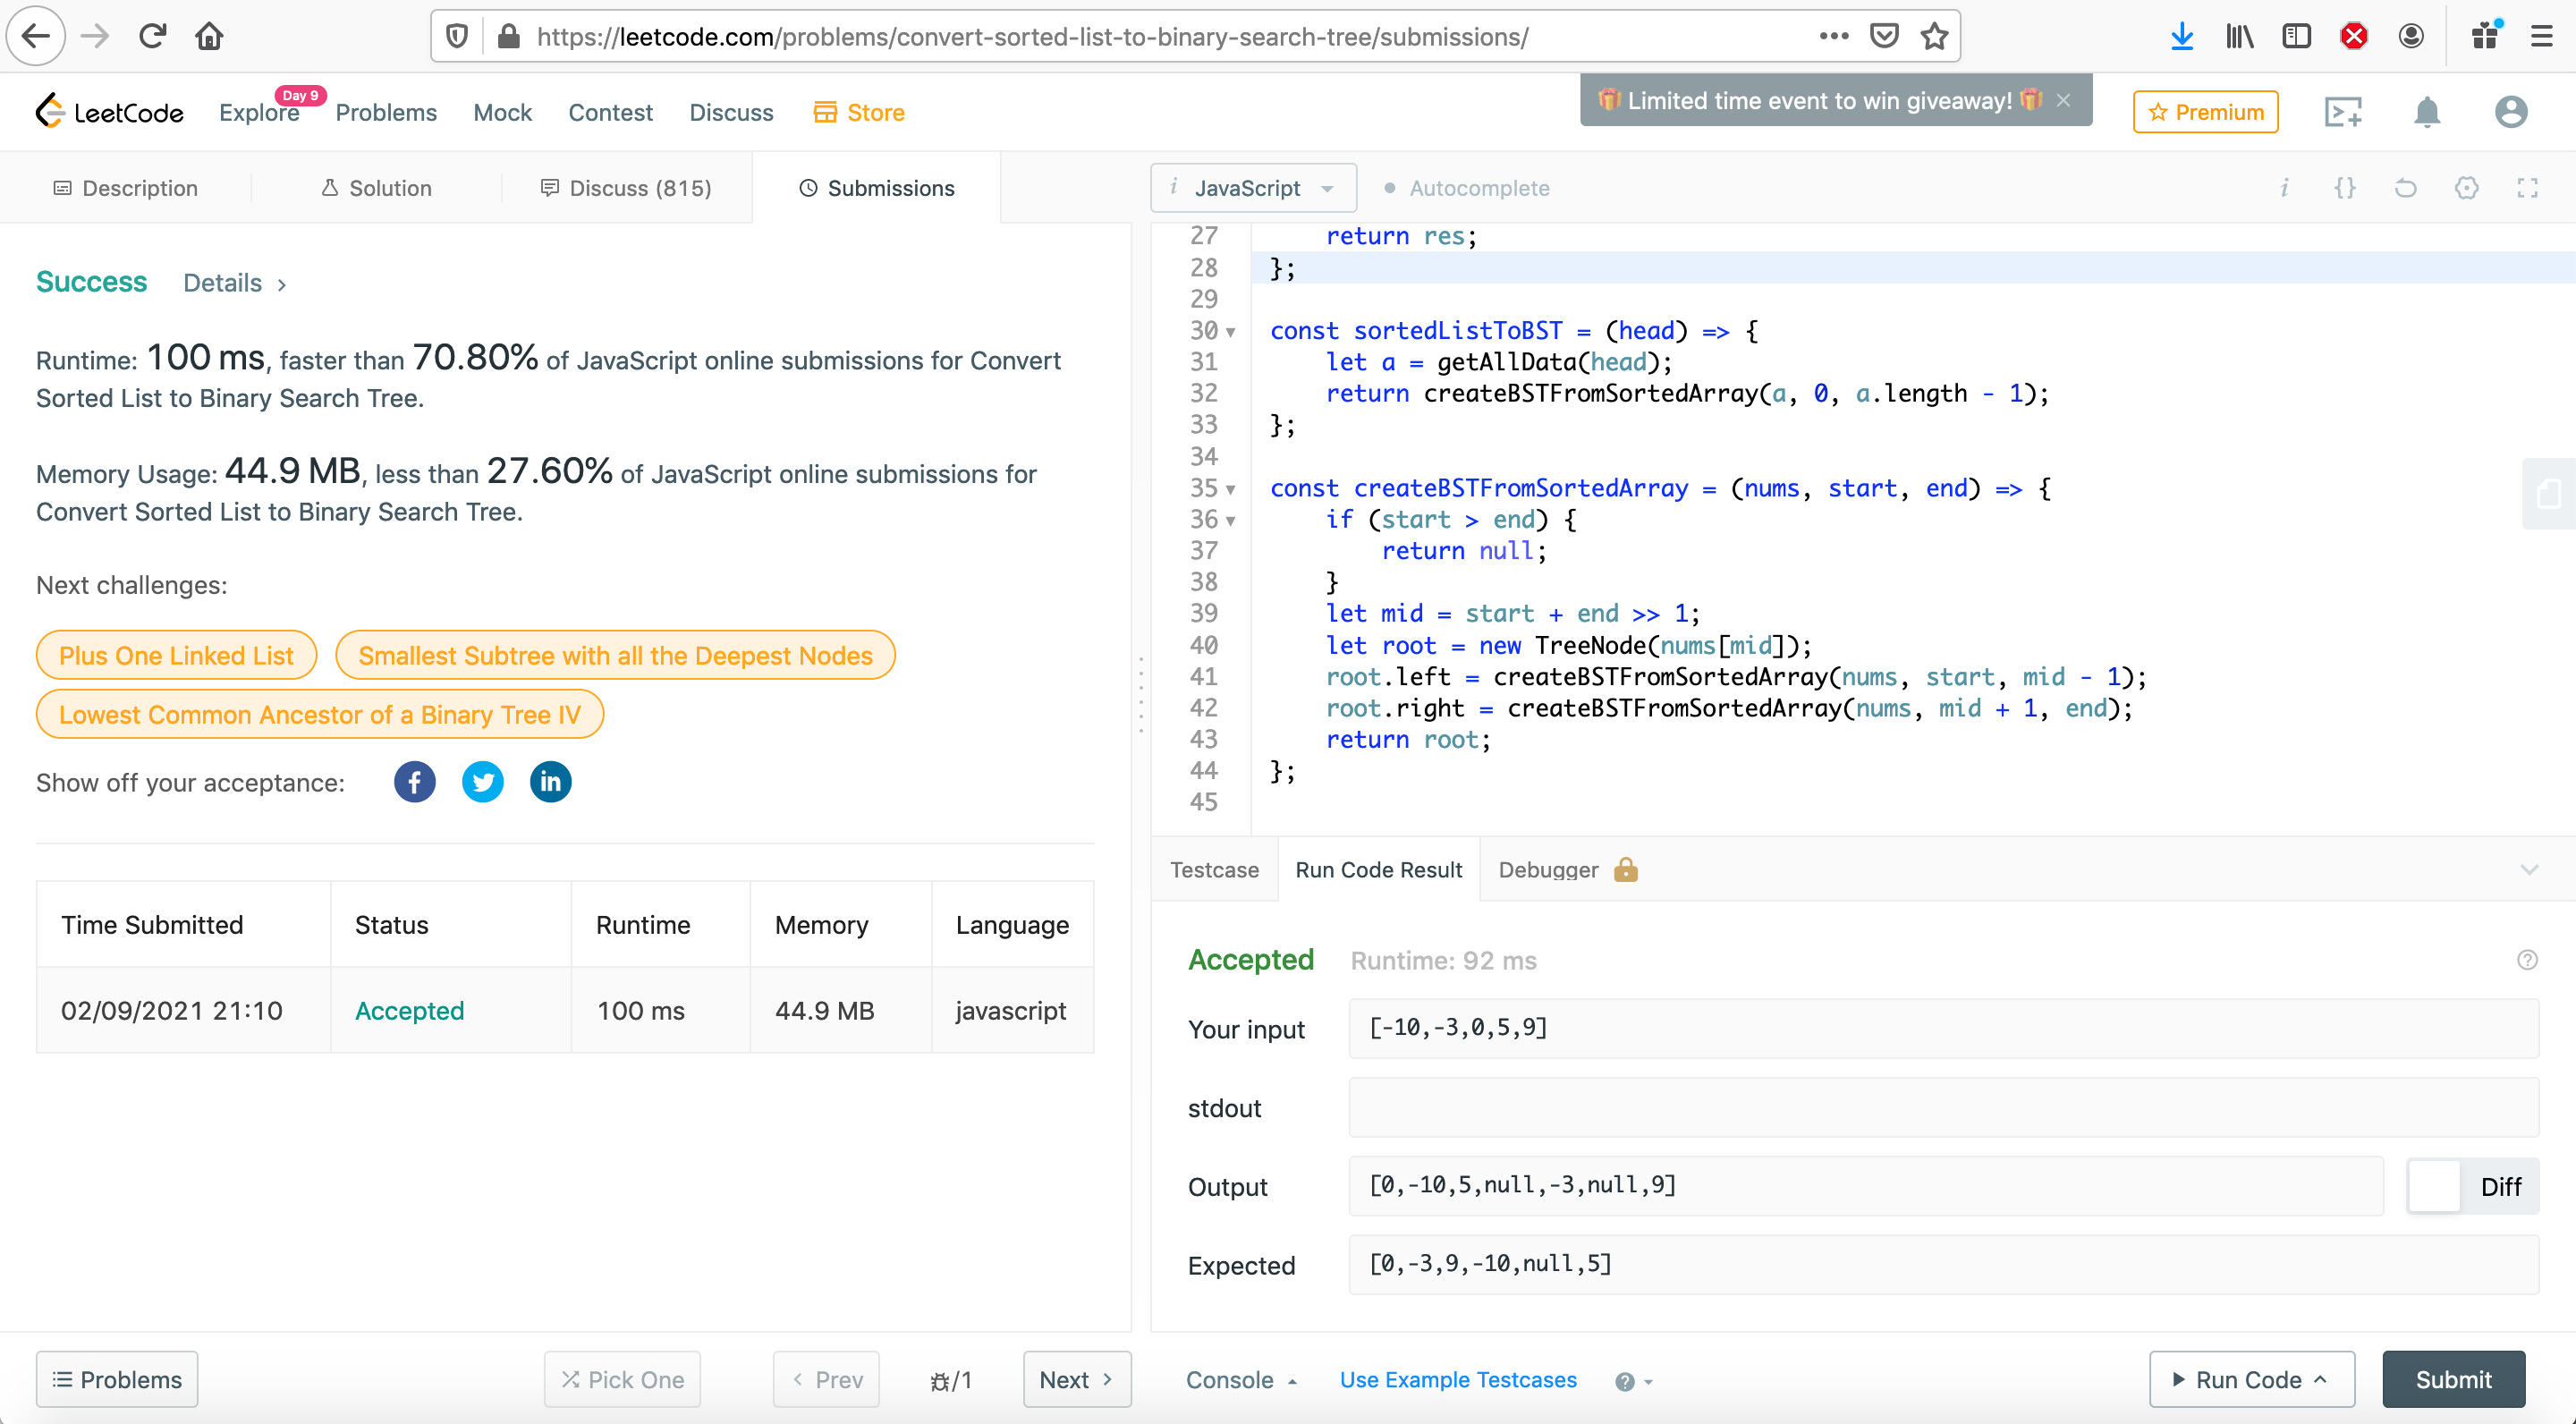 https://leetcode.com/problems/convert-sorted-list-to-binary-search-tree/submissions/
LeetCode
Explore
Day 9
Problems
Mock
Contest
Discuss
Store
Limited time event to win giveaway!
Premium
Description
Solution
Discuss (815)
Submissions
Success
Details
Runtime: 100 ms, faster than 70.80% of JavaScript online submissions for Convert
Sorted List to Binary Search Tree.
Memory Usage: 44.9 MB, less than 27.60% of JavaScript online submissions for
Convert Sorted List to Binary Search Tree.
Next challenges:
Plus One Linked List
Smallest Subtree with all the Deepest Nodes
Lowest Common Ancestor of a Binary Tree IV
Show off your acceptance:
Time Submitted Status Runtime Memory Language
02/09/2021 21:10 Accepted 100 ms 44.9 MB javascript
i JavaScript
Autocomplete
i {}
27 return res;
28 };
29
30 const sortedListToBST = (head) => {
31 let a = getAllData(head);
32 return createBSTFromSortedArray(a, 0, a.length - 1);
33 };
34
35 const createBSTFromSortedArray = (nums, start, end) => {
36 if (start > end) {
37 return null;
38 }
39 let mid = start + end >> 1;
40 let root = new TreeNode(nums[mid]);
41 root.left = createBSTFromSortedArray(nums, start, mid - 1);
42 root.right = createBSTFromSortedArray(nums, mid + 1, end);
43 return root;
44 };
45
Testcase
Run Code Result
Debugger
Accepted Runtime: 92 ms
Your input [-10,-3,0,5,9]
stdout
Output [0,-10,5,null,-3,null,9]
Diff
Expected [0,-3,9,-10,null,5]
Problems
Pick One
Prev
/1
Next
Console
Use Example Testcases
Run Code
Submit